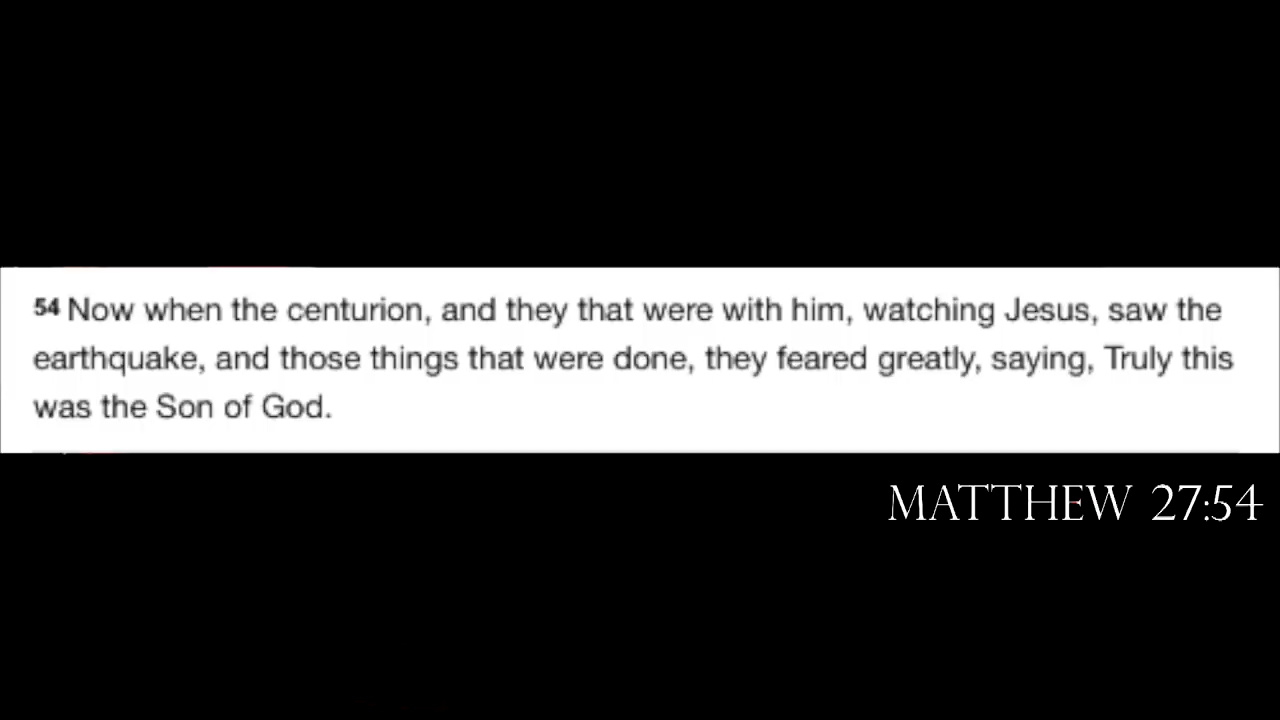 54 Now when the centurion, and they that were with him, watching Jesus, saw the
earthquake, and those things that were done, they feared greatly, saying, Truly this
was the Son of God.
MATTHEW 27:54